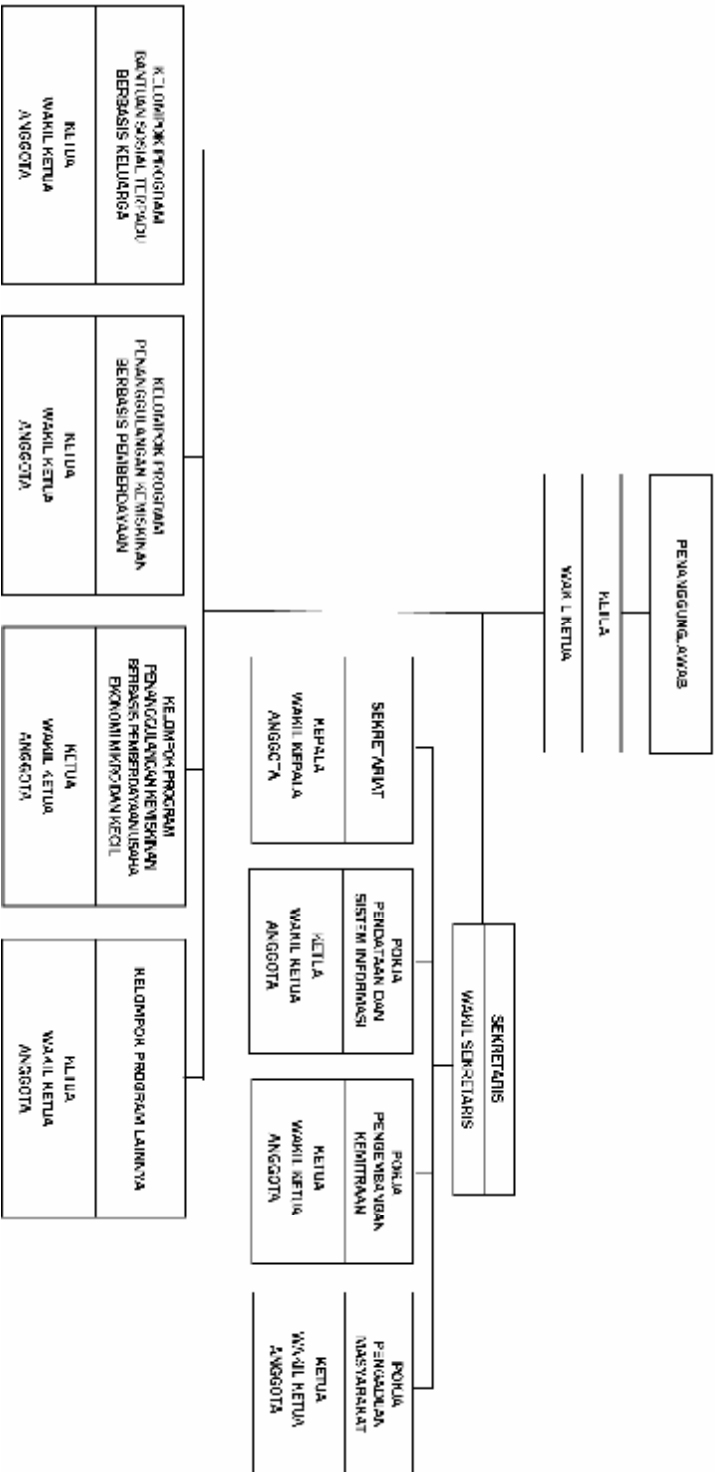 PENANGGUNGJAWAB
KETUA
WAKIL KETUA
SEKRETARIS
WAKIL SEKRETARIS
SEKRETARIAT
KEPALA
WAKIL KEPALA
ANGGOTA
POKJA
PENDATAAN DAN
SISTEM INFORMASI
KETUA
WAKIL KETUA
ANGGOTA
POKJA
PENGEMBANGAN
KEMITRAAN
KETUA
WAKIL KETUA
ANGGOTA
POKJA
PENGADUAN
MASYARAKAT
KETUA
WAKIL KETUA
ANGGOTA
KELOMPOK PROGRAM
BANTUAN SOSIAL TERPADU
BERBASIS KELUARGA
KETUA
WAKIL KETUA
ANGGOTA
KELOMPOK PROGRAM
PENANGGULANGAN KEMISKINAN
BERBASIS PEMBERDAYAAN
KETUA
WAKIL KETUA
ANGGOTA
KELOMPOK PROGRAM
PENANGGULANGAN KEMISKINAN
BERBASIS PEMBERDAYAAN USAHA
EKONOMI MIKRO DAN KECIL
KETUA
WAKIL KETUA
ANGGOTA
KELOMPOK PROGRAM LAINNYA
KETUA
WAKIL KETUA
ANGGOTA